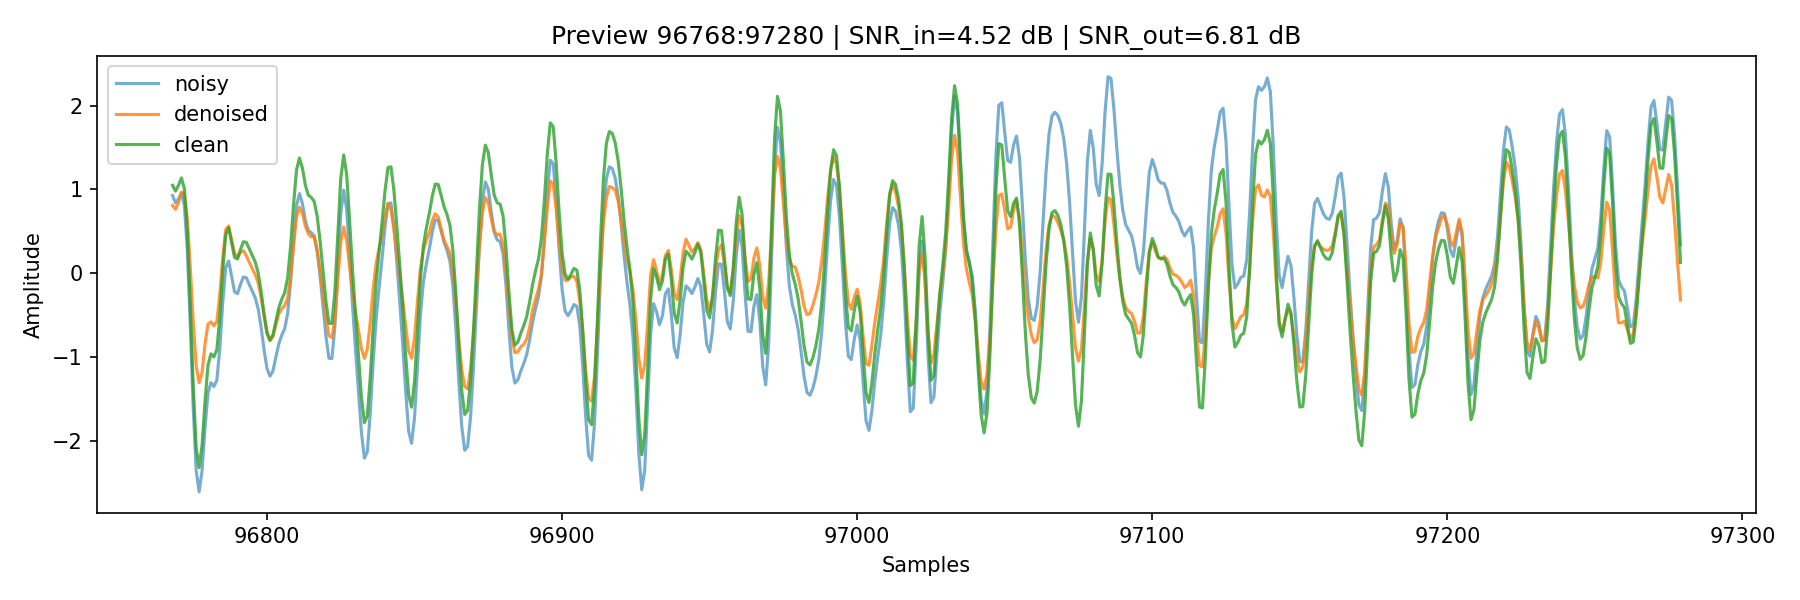 Preview 96768:97280 | SNR_in=4.52 dB | SNR_out=6.81 dB
noisy
denoised
clean
Amplitude
2
1
0
−1
−2
96800 96900 97000 97100 97200 97300
Samples